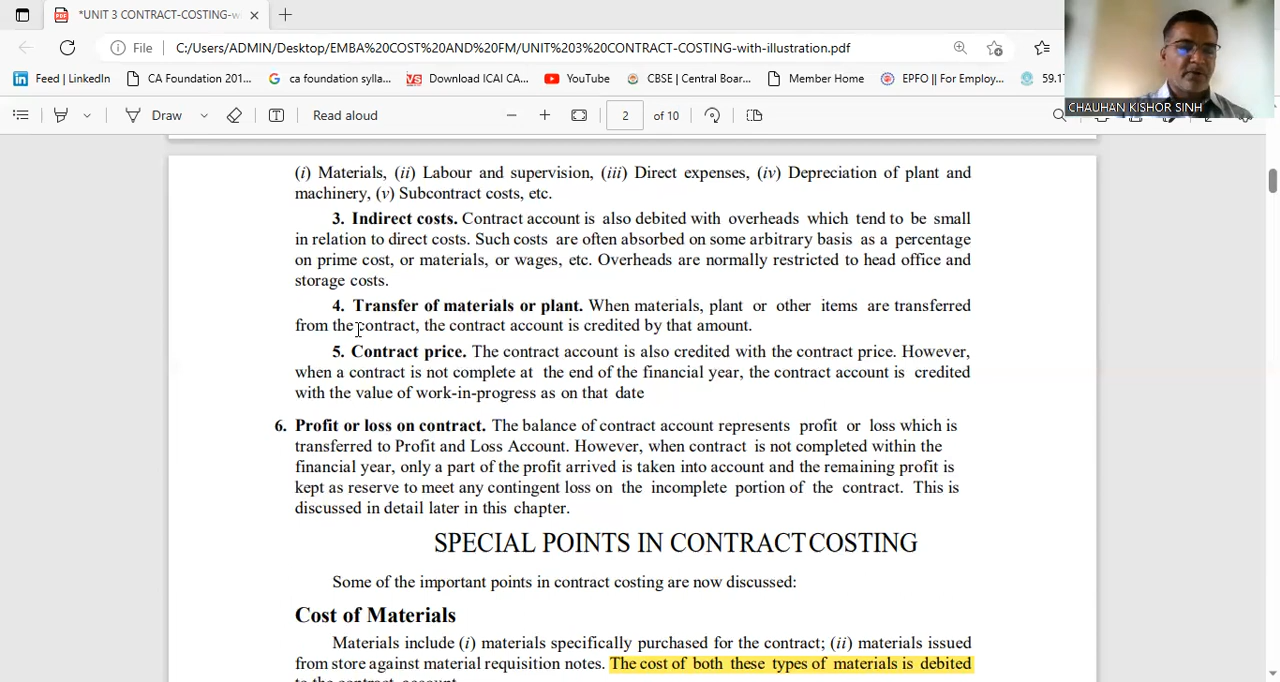 *UNIT 3 CONTRACT-COSTING-w
File C:/Users/ADMIN/Desktop/EMBA%20COST%20AND%20FM/UNIT%203%20CONTRACT-COSTING-with-illustration.pdf
Feed | LinkedIn CA Foundation 201... ca foundation sylla... Download ICAI CA... YouTube CBSE | Central Boar... Member Home EPFO || For Employ... 59.1
CHAUHAN KISHOR SINH
Draw Read aloud 2 of 10
(i) Materials, (ii) Labour and supervision, (iii) Direct expenses, (iv) Depreciation of plant and
machinery, (v) Subcontract costs, etc.
3. Indirect costs. Contract account is also debited with overheads which tend to be small
in relation to direct costs. Such costs are often absorbed on some arbitrary basis as a percentage
on prime cost, or materials, or wages, etc. Overheads are normally restricted to head office and
storage costs.
4. Transfer of materials or plant. When materials, plant or other items are transferred
from the contract, the contract account is credited by that amount.
5. Contract price. The contract account is also credited with the contract price. However,
when a contract is not complete at the end of the financial year, the contract account is credited
with the value of work-in-progress as on that date
6. Profit or loss on contract. The balance of contract account represents profit or loss which is
transferred to Profit and Loss Account. However, when contract is not completed within the
financial year, only a part of the profit arrived is taken into account and the remaining profit is
kept as reserve to meet any contingent loss on the incomplete portion of the contract. This is
discussed in detail later in this chapter.
SPECIAL POINTS IN CONTRACT COSTING
Some of the important points in contract costing are now discussed:
Cost of Materials
Materials include (i) materials specifically purchased for the contract; (ii) materials issued
from store against material requisition notes. The cost of both these types of materials is debited